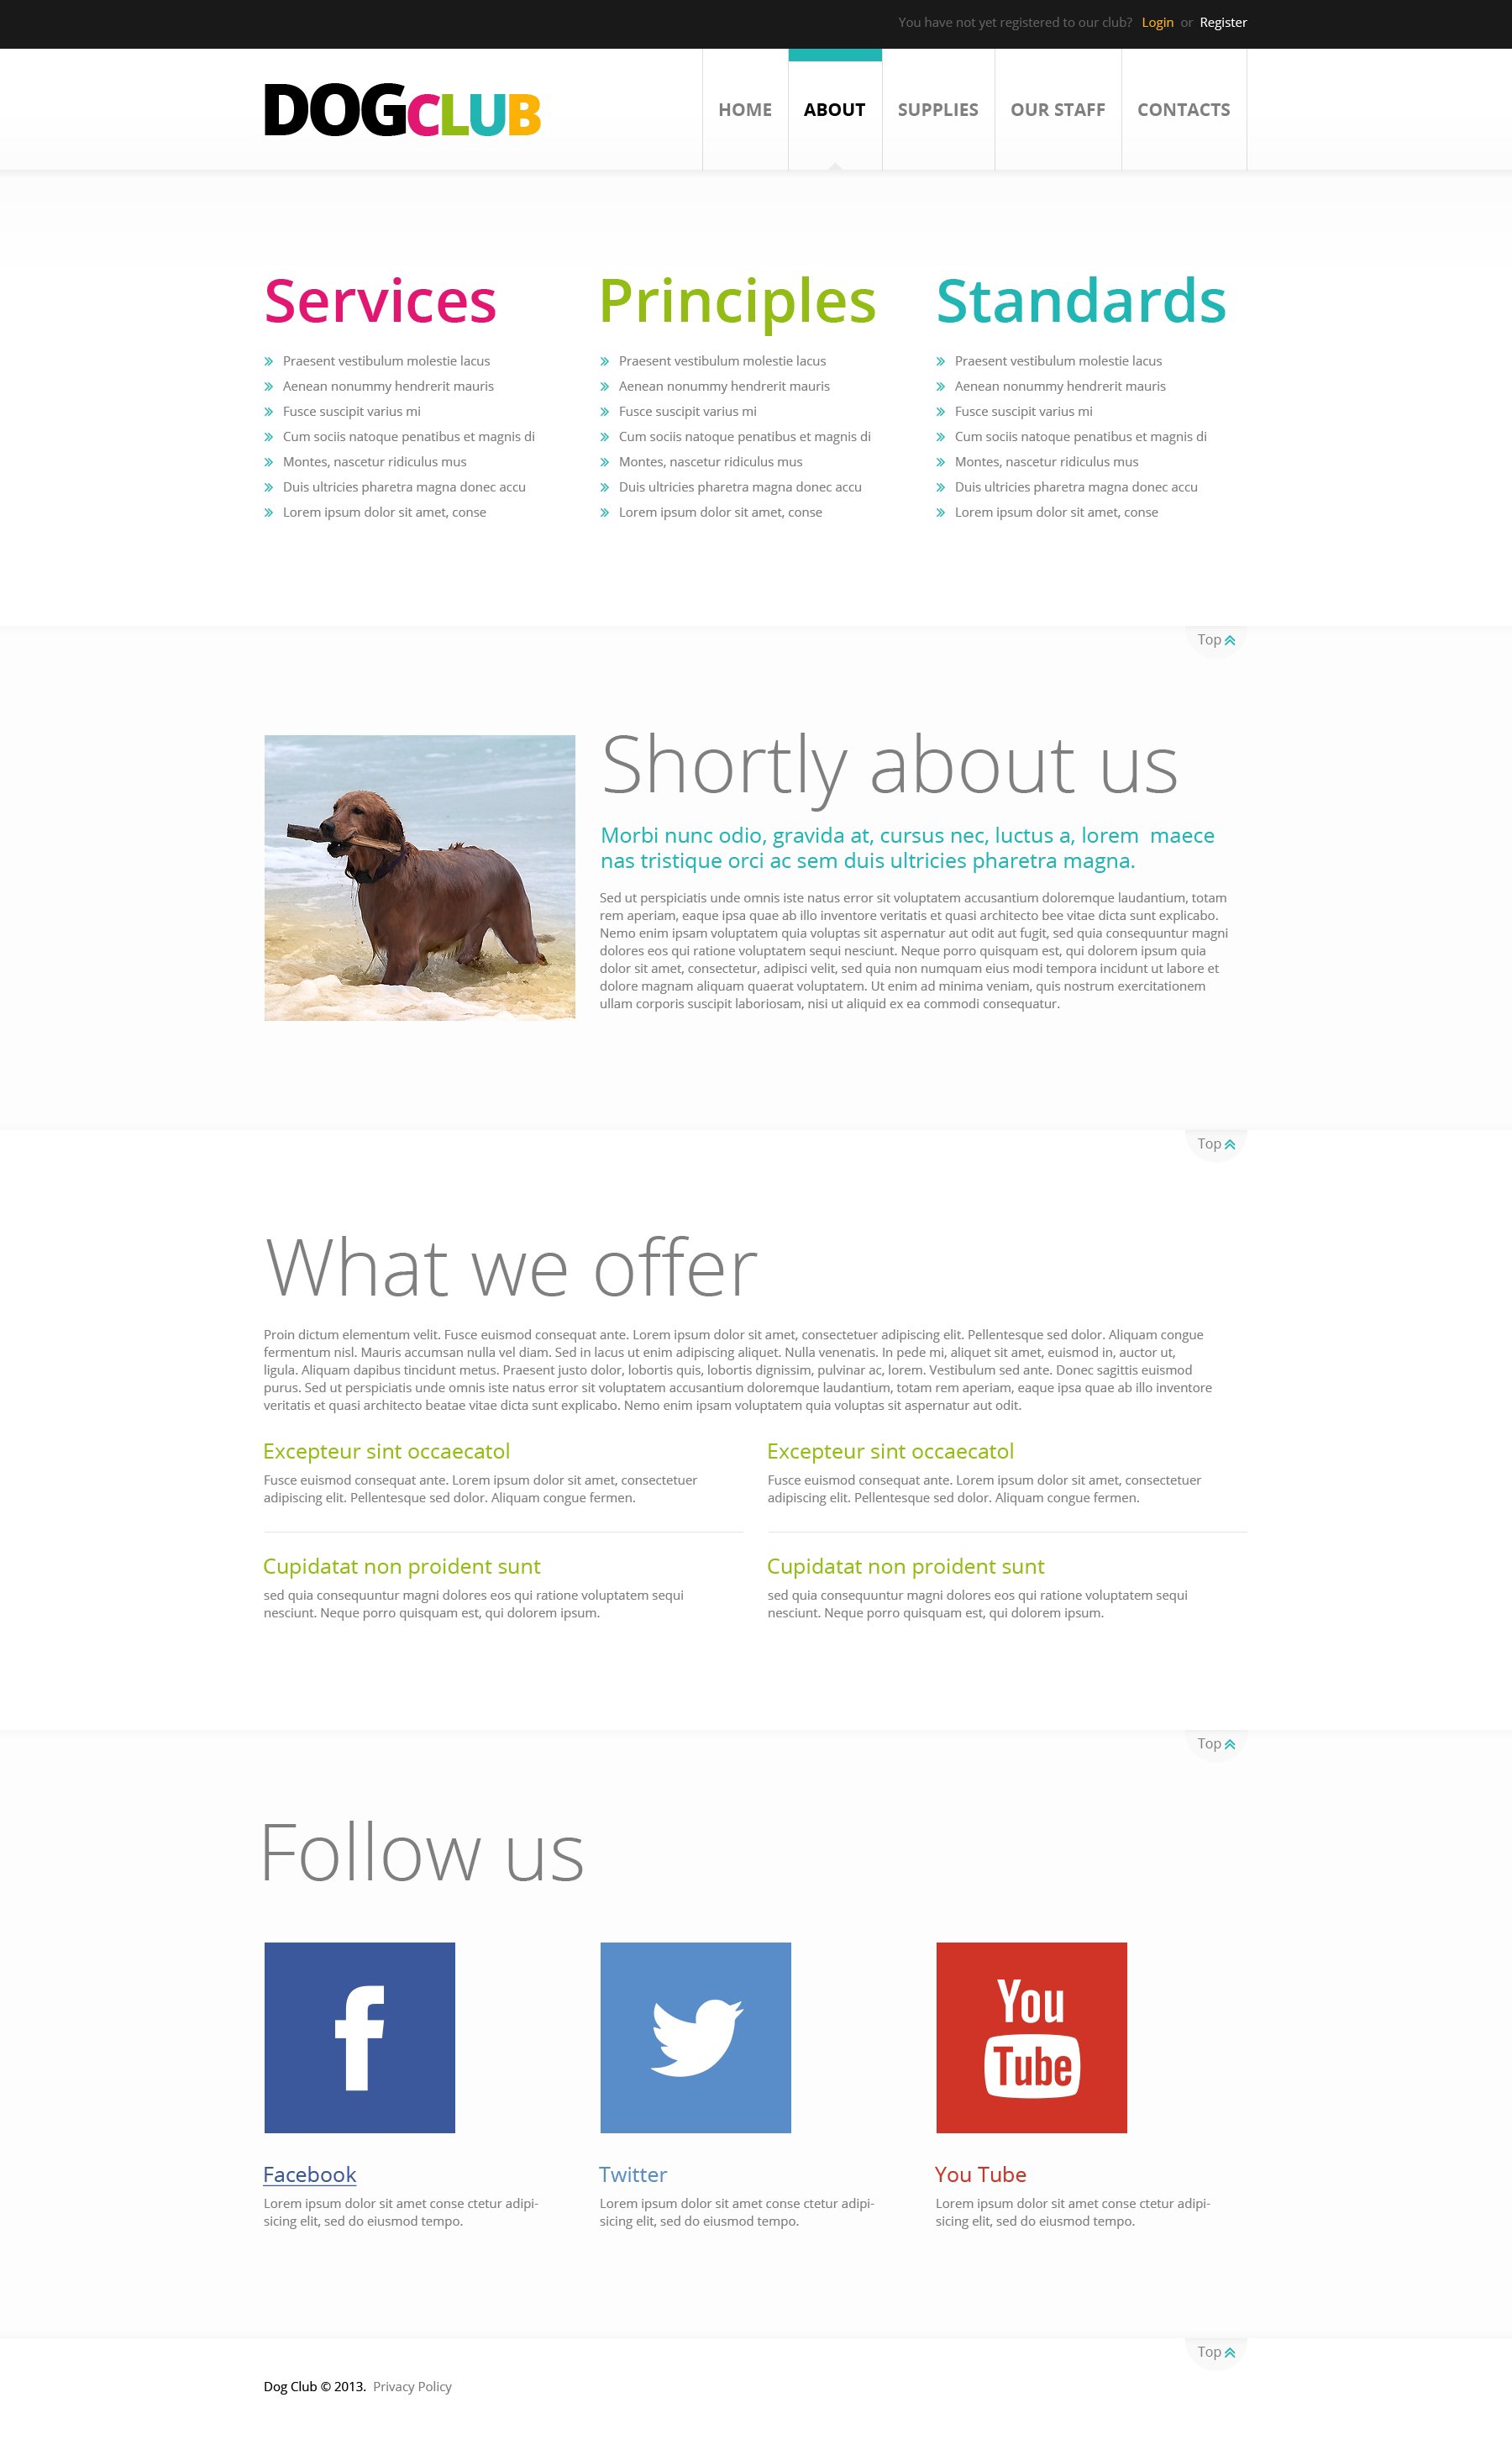 You have not yet registered to our club? Login or Register
DOGCLUB
HOME
ABOUT
SUPPLIES
OUR STAFF
CONTACTS
Services
Praesent vestibulum molestie lacus
Aenean nonummy hendrerit mauris
Fusce suscipit varius mi
Cum sociis natoque penatibus et magnis di
Montes, nascetur ridiculus mus
Duis ultricies pharetra magna donec accu
Lorem ipsum dolor sit amet, conse
Principles
Praesent vestibulum molestie lacus
Aenean nonummy hendrerit mauris
Fusce suscipit varius mi
Cum sociis natoque penatibus et magnis di
Montes, nascetur ridiculus mus
Duis ultricies pharetra magna donec accu
Lorem ipsum dolor sit amet, conse
Standards
Praesent vestibulum molestie lacus
Aenean nonummy hendrerit mauris
Fusce suscipit varius mi
Cum sociis natoque penatibus et magnis di
Montes, nascetur ridiculus mus
Duis ultricies pharetra magna donec accu
Lorem ipsum dolor sit amet, conse
Top
Shortly about us
Morbi nunc odio, gravida at, cursus nec, luctus a, lorem maece
nas tristique orci ac sem duis ultricies pharetra magna.
Sed ut perspiciatis unde omnis iste natus error sit voluptatem accusantium doloremque laudantium, totam
rem aperiam, eaque ipsa quae ab illo inventore veritatis et quasi architecto bee vitae dicta sunt explicabo.
Nemo enim ipsam voluptatem quia voluptas sit aspernatur aut odit aut fugit, sed quia consequuntur magni
dolores eos qui ratione voluptatem sequi nesciunt. Neque porro quisquam est, qui dolorem ipsum quia
dolor sit amet, consectetur, adipisci velit, sed quia non numquam eius modi tempora incidunt ut labore et
dolore magnam aliquam quaerat voluptatem. Ut enim ad minima veniam, quis nostrum exercitationem
ullam corporis suscipit laboriosam, nisi ut aliquid ex ea commodi consequatur.
Top
What we offer
Proin dictum elementum velit. Fusce euismod consequat ante. Lorem ipsum dolor sit amet, consectetuer adipiscing elit. Pellentesque sed dolor. Aliquam congue
fermentum nisl. Mauris accumsan nulla vel diam. Sed in lacus ut enim adipiscing aliquet. Nulla venenatis. In pede mi, aliquet sit amet, euismod in, auctor ut,
ligula. Aliquam dapibus tincidunt metus. Praesent justo dolor, lobortis quis, lobortis dignissim, pulvinar ac, lorem. Vestibulum sed ante. Donec sagittis euismod
purus. Sed ut perspiciatis unde omnis iste natus error sit voluptatem accusantium doloremque laudantium, totam rem aperiam, eaque ipsa quae ab illo inventore
veritatis et quasi architecto beatae vitae dicta sunt explicabo. Nemo enim ipsam voluptatem quia voluptas sit aspernatur aut odit.
Excepteur sint occaecatol
Fusce euismod consequat ante. Lorem ipsum dolor sit amet, consectetuer
adipiscing elit. Pellentesque sed dolor. Aliquam congue fermen.
Excepteur sint occaecatol
Fusce euismod consequat ante. Lorem ipsum dolor sit amet, consectetuer
adipiscing elit. Pellentesque sed dolor. Aliquam congue fermen.
Cupidatat non proident sunt
sed quia consequuntur magni dolores eos qui ratione voluptatem sequi
nesciunt. Neque porro quisquam est, qui dolorem ipsum.
Cupidatat non proident sunt
sed quia consequuntur magni dolores eos qui ratione voluptatem sequi
nesciunt. Neque porro quisquam est, qui dolorem ipsum.
Top
Follow us
f
You
Tube
Facebook
Lorem ipsum dolor sit amet conse ctetur adipi-
sicing elit, sed do eiusmod tempo.
Twitter
Lorem ipsum dolor sit amet conse ctetur adipi-
sicing elit, sed do eiusmod tempo.
You Tube
Lorem ipsum dolor sit amet conse ctetur adipi-
sicing elit, sed do eiusmod tempo.
Top
Dog Club © 2013. Privacy Policy